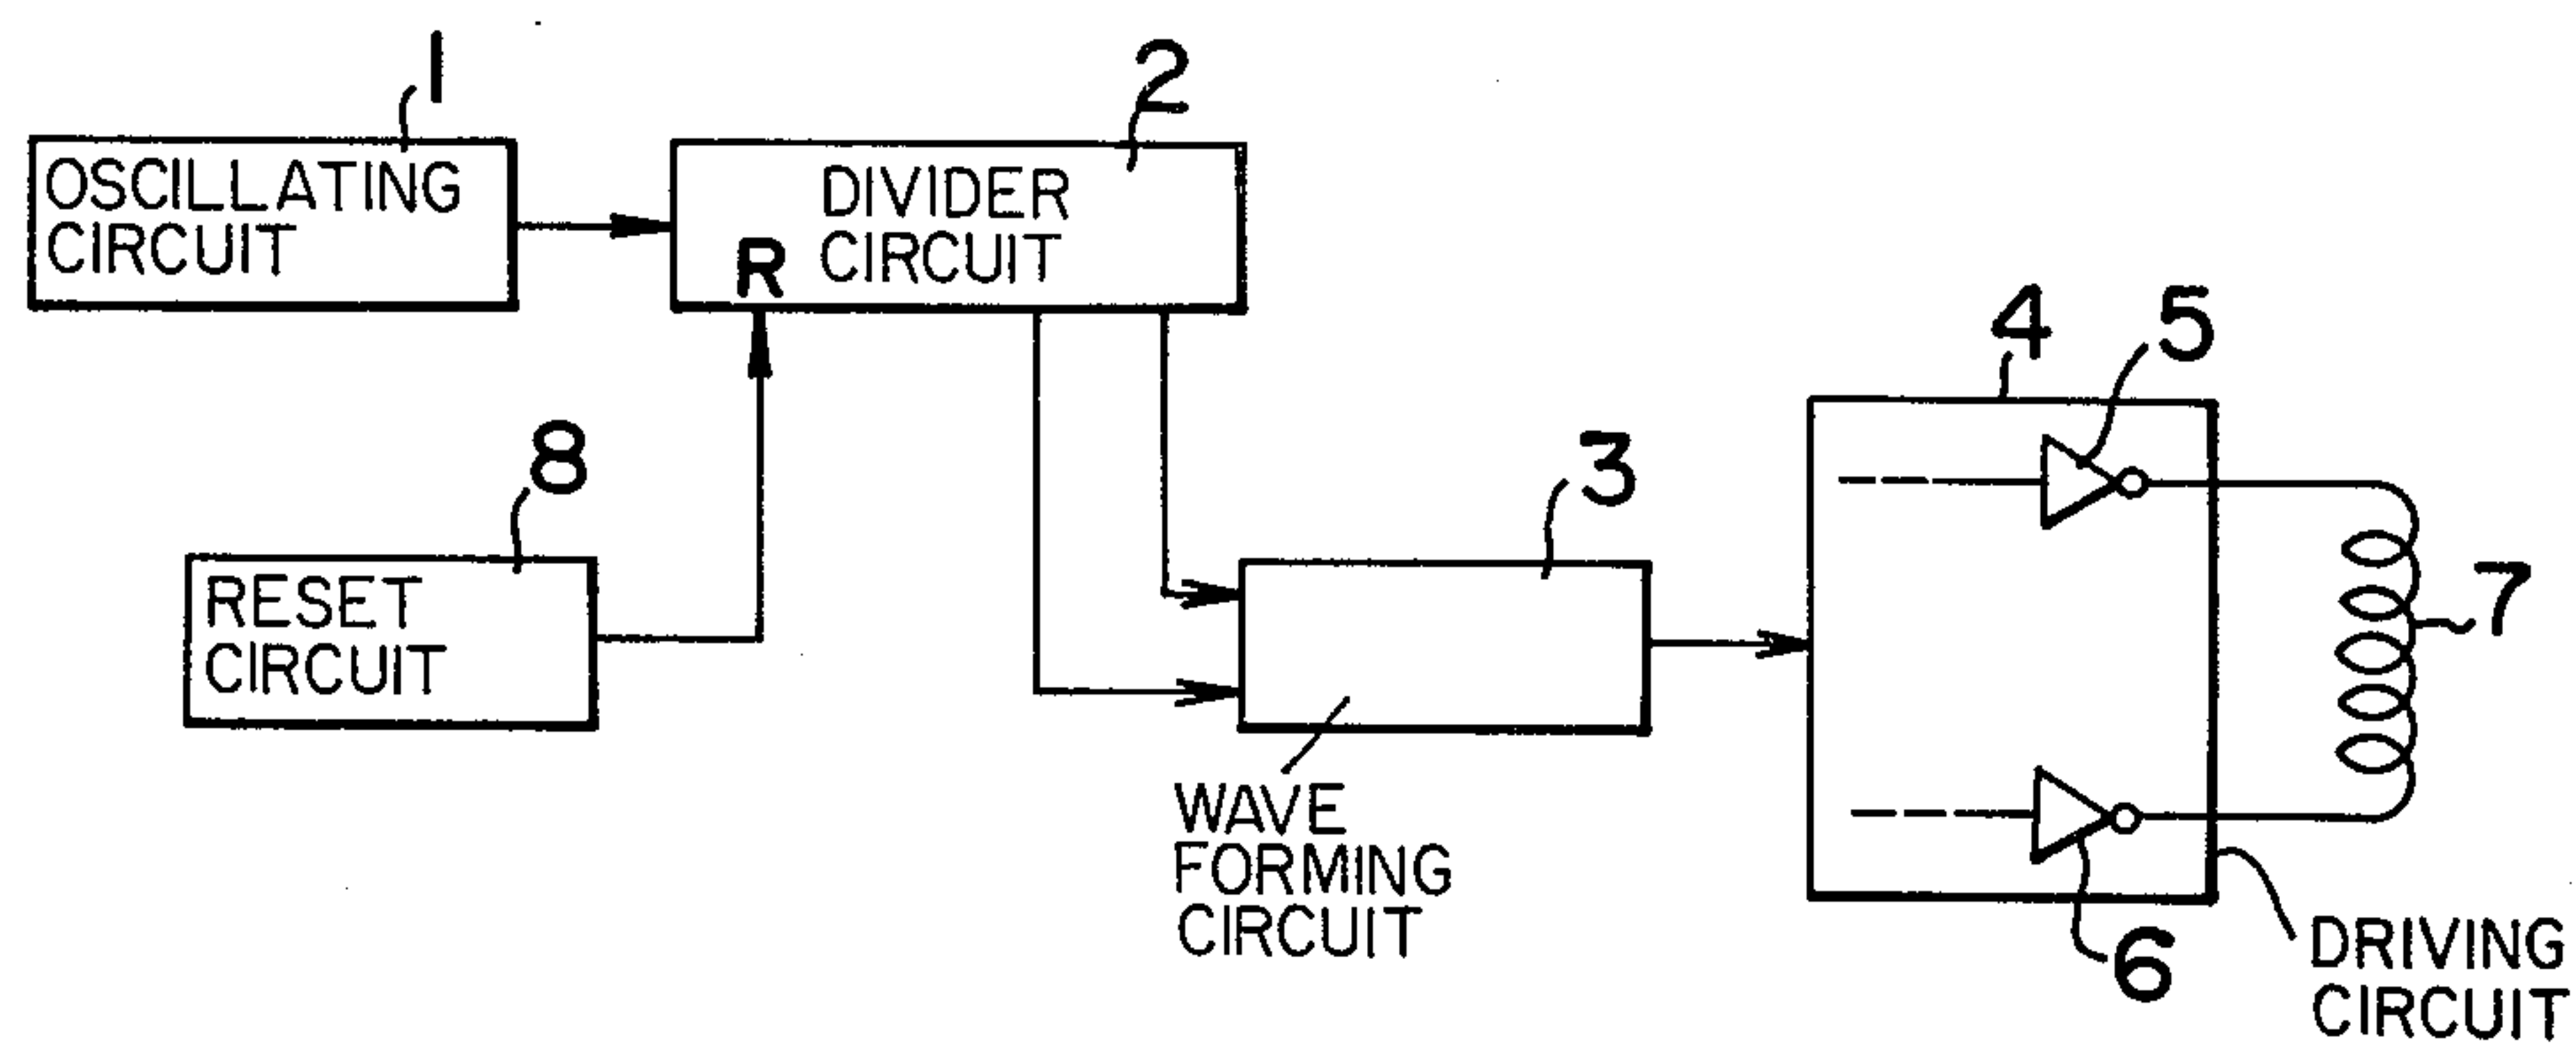 1
2
OSCILLATING
CIRCUIT
DIVIDER
CIRCUIT
R
4
5
8
3
RESET
CIRCUIT
7
WAVE
FORMING
CIRCUIT
6
DRIVING
CIRCUIT